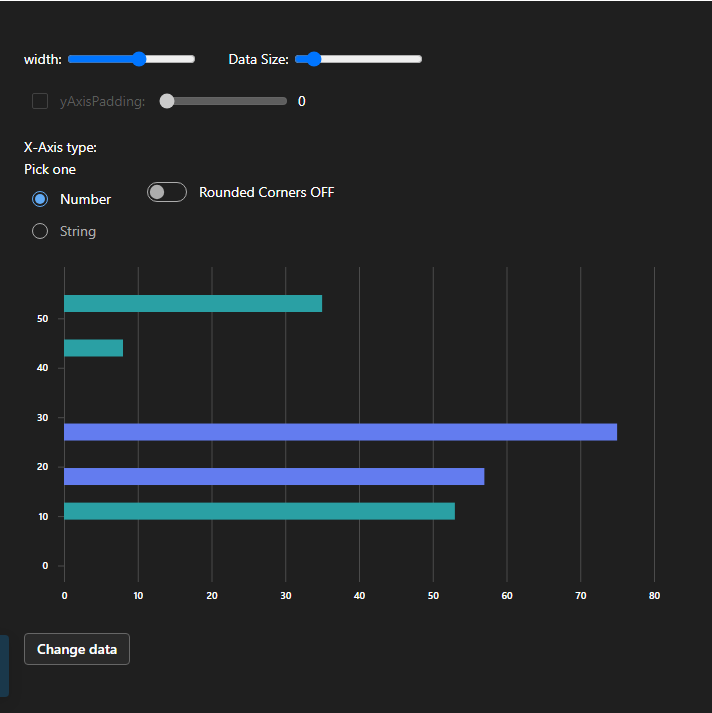 width: Data Size:
yAxisPadding: 0
X-Axis type:
Pick one
Number Rounded Corners OFF
String
50
40
30
20
10
0
0 10 20 30 40 50 60 70 80
Change data